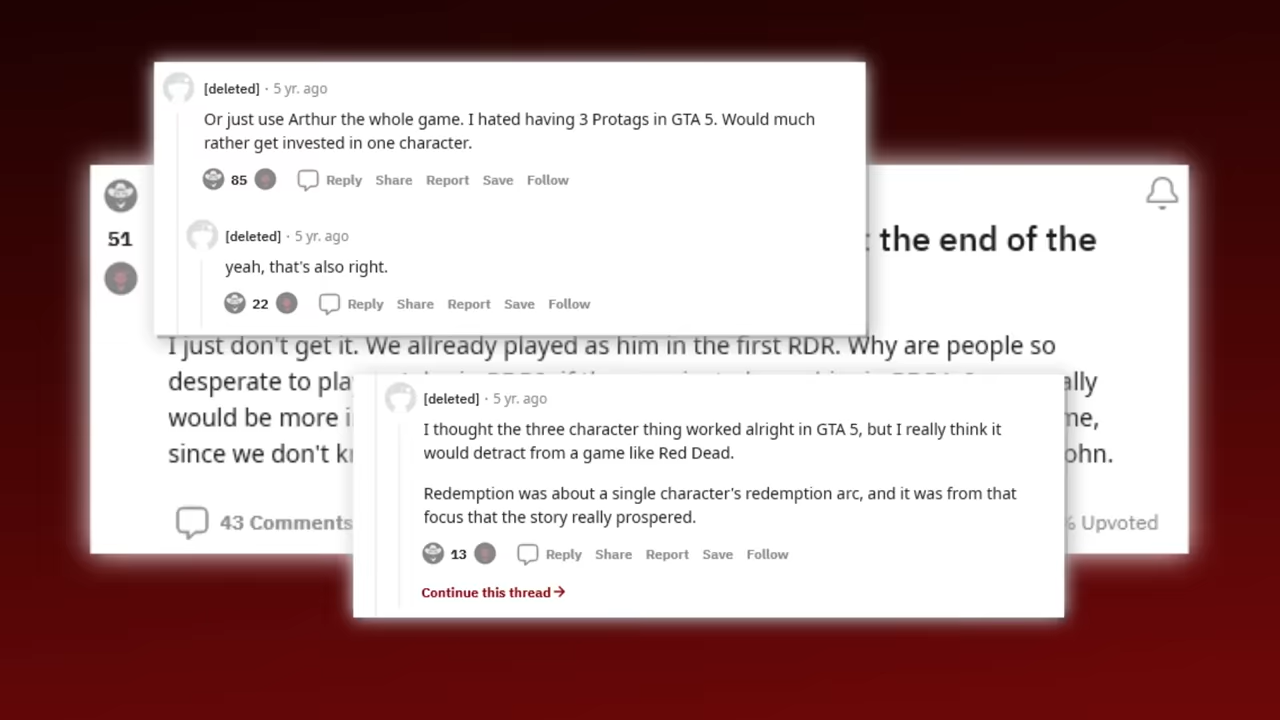 [deleted] · 5 yr. ago
Or just use Arthur the whole game. I hated having 3 Protags in GTA 5. Would much
rather get invested in one character.
85 Reply Share Report Save Follow
[deleted] · 5 yr. ago
yeah, that's also right.
22 Reply Share Report Save Follow
51
the end of the
I just don't get it. We allready played as him in the first RDR. Why are people so
desperate to
would be more
since we don't
43 Comments
Upvoted
[deleted] · 5 yr. ago
I thought the three character thing worked alright in GTA 5, but I really think it
would detract from a game like Red Dead.
Redemption was about a single character's redemption arc, and it was from that
focus that the story really prospered.
13 Reply Share Report Save Follow
Continue this thread →